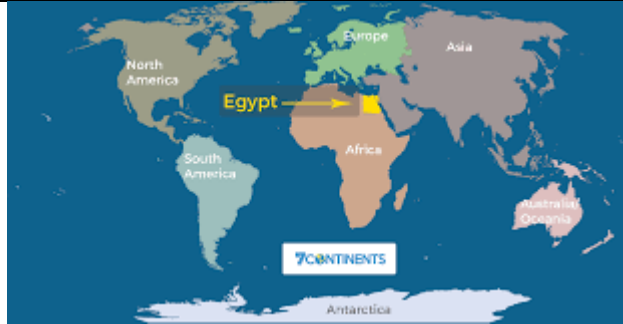 Europe
Asia
North
America
Egypt
Africa
South
America
Australia/
Oceania
7CONTINENTS
Antarctica